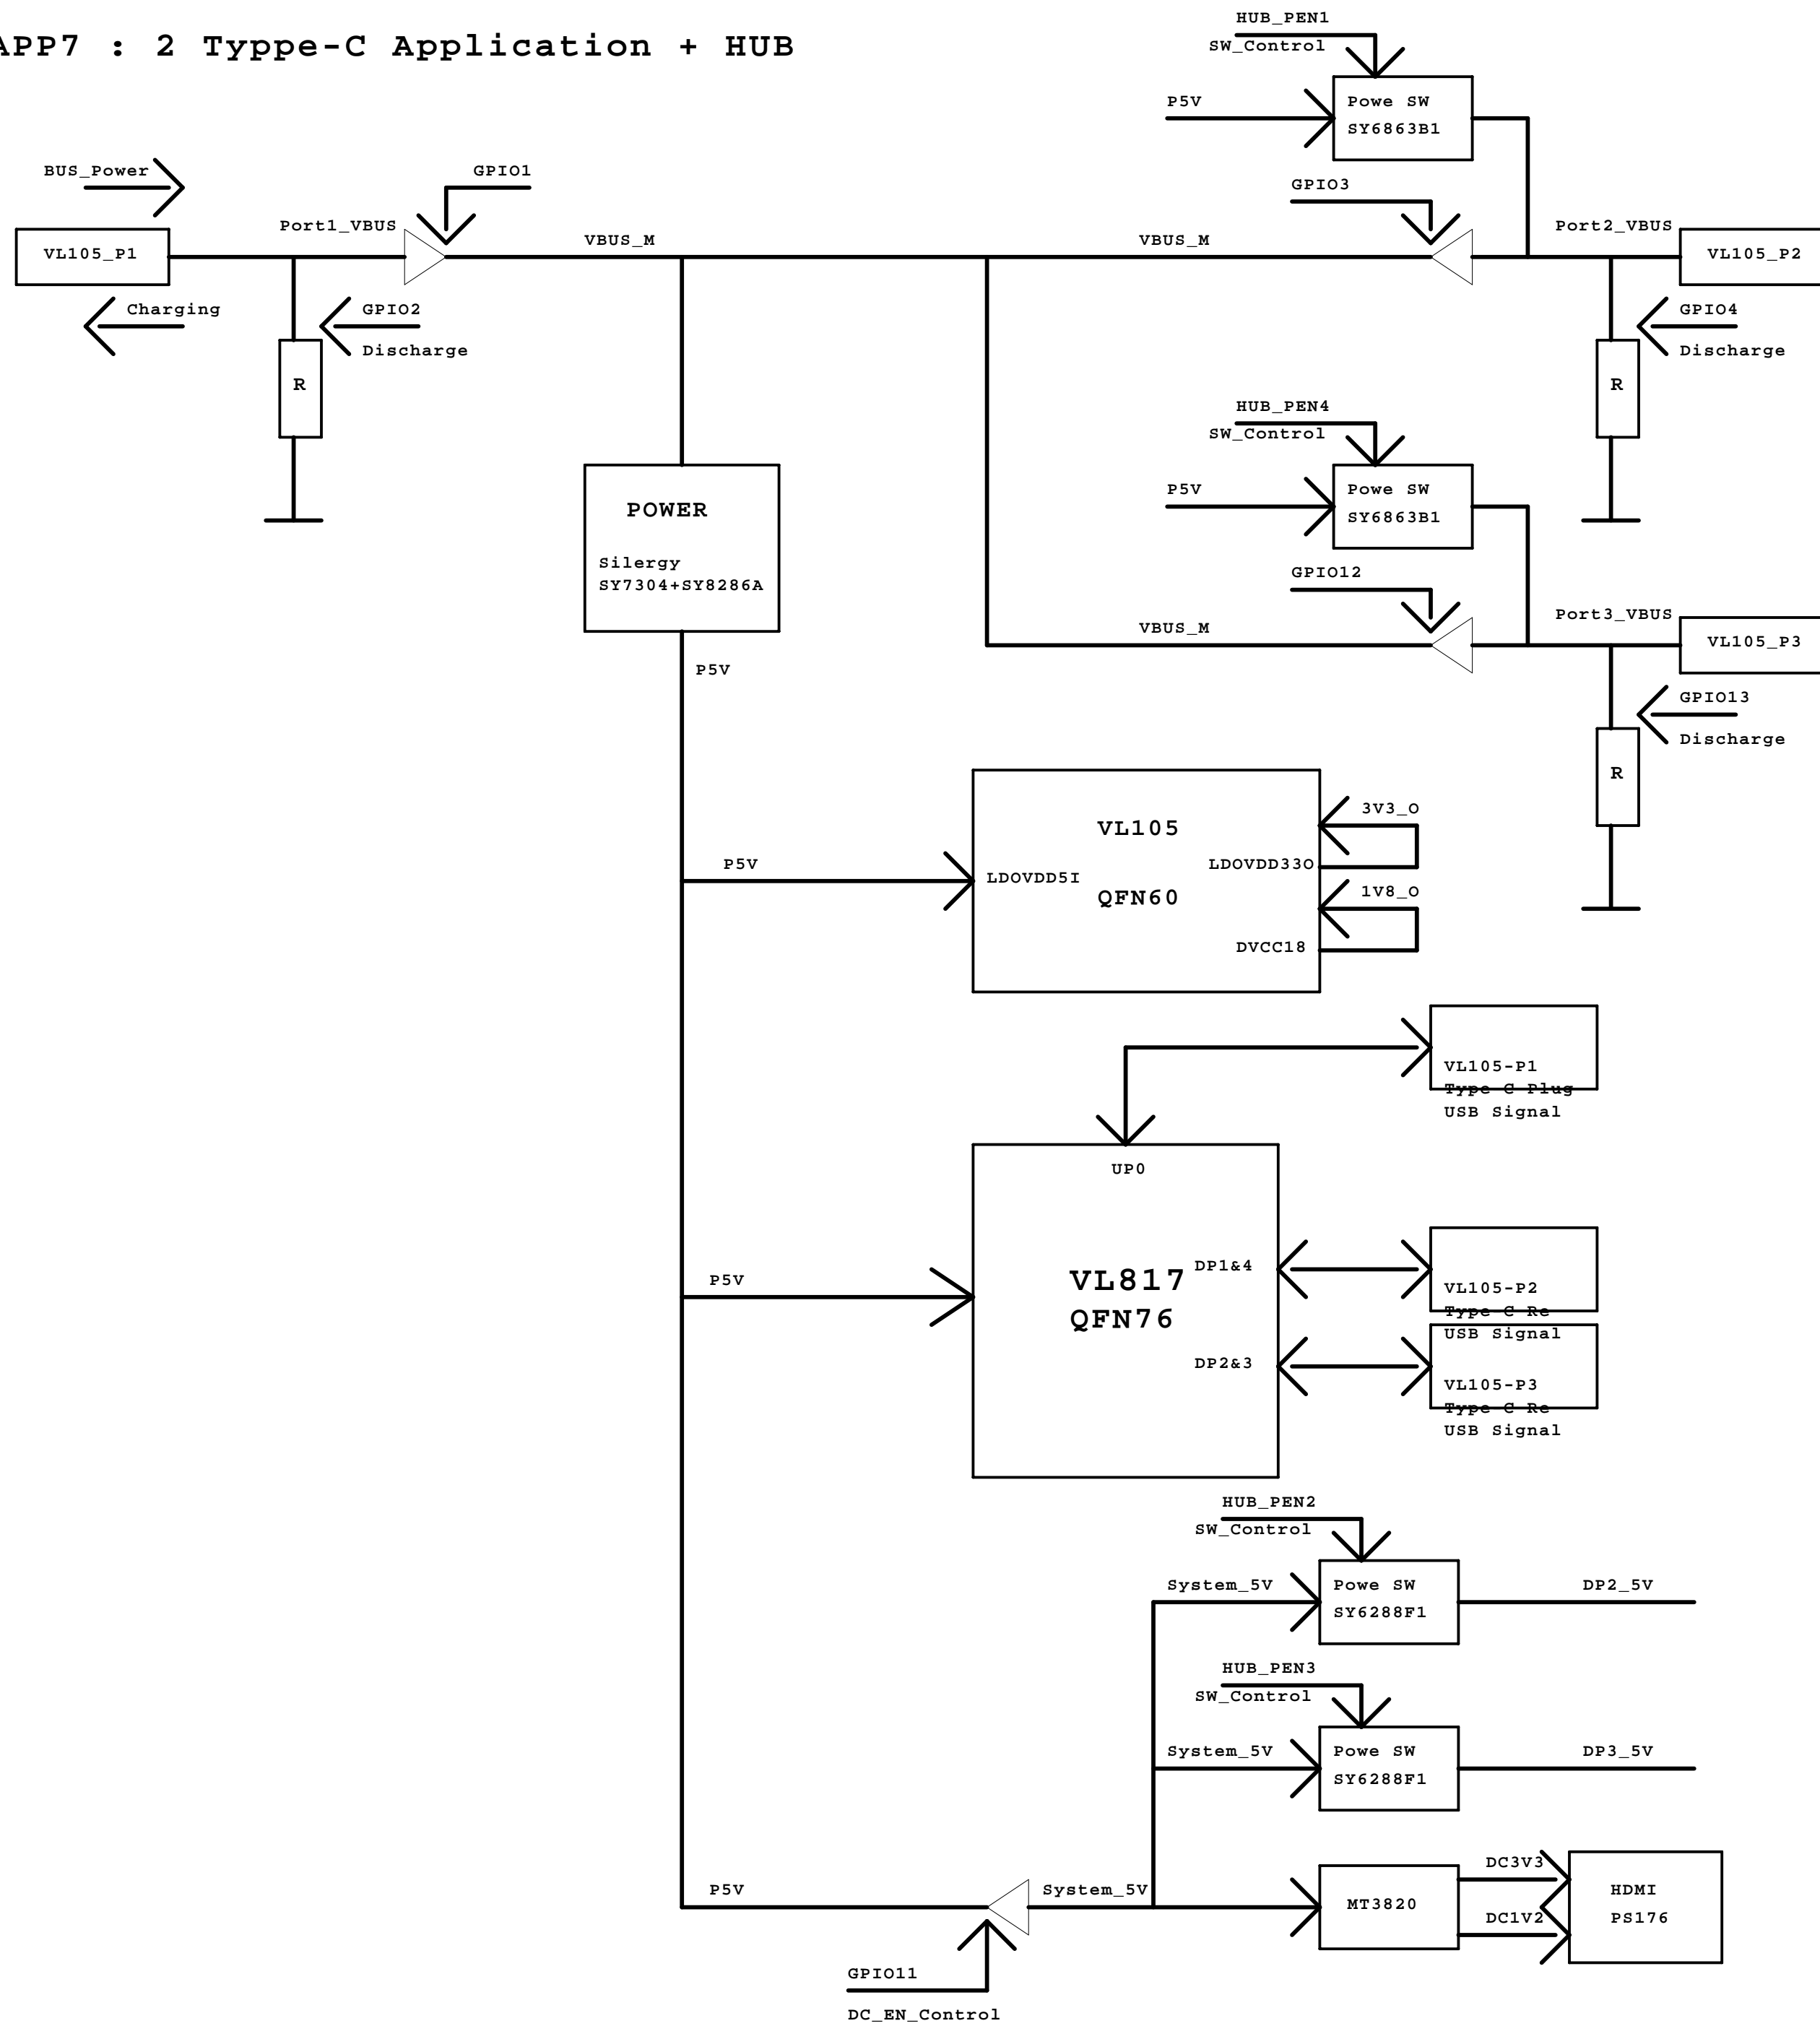 APP7 : 2 Typpe-C Application + HUB
HUB_PEN1
SW_Control
P5V
Powe SW
SY6863B1
BUS_Power
GPIO1
GPIO3
Port1_VBUS
VBUS_M
VBUS_M
Port2_VBUS
VL105_P1
VL105_P2
Charging
GPIO2
Discharge
GPIO4
Discharge
R
R
HUB_PEN4
SW_Control
P5V
Powe SW
SY6863B1
POWER
Silergy
SY7304+SY8286A
GPIO12
VBUS_M
Port3_VBUS
VL105_P3
P5V
GPIO13
Discharge
R
VL105
QFN60
3V3_O
LDOVDD33O
P5V
LDOVDD5I
1V8_O
DVCC18
VL105-P1
Type-C Plug
USB Signal
UP0
P5V
VL817
QFN76
DP1&4
VL105-P2
Type-C Re
USB Signal
DP2&3
VL105-P3
Type-C Re
USB Signal
HUB_PEN2
SW_Control
System_5V
Powe SW
SY6288F1
DP2_5V
HUB_PEN3
SW_Control
System_5V
Powe SW
SY6288F1
DP3_5V
P5V
System_5V
MT3820
DC3V3
DC1V2
HDMI
PS176
GPIO11
DC_EN_Control